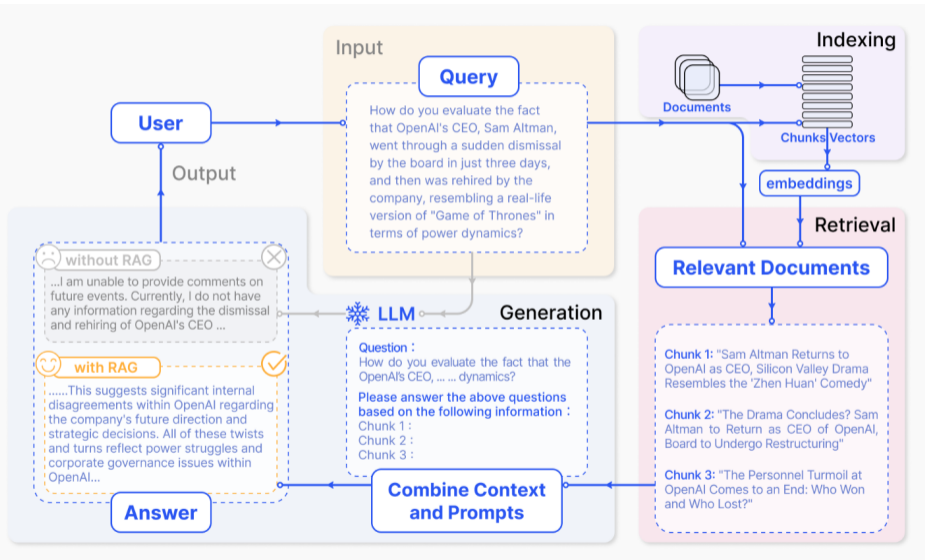 Input
Query
How do you evaluate the fact
that OpenAI's CEO, Sam Altman,
went through a sudden dismissal
by the board in just three days,
and then was rehired by the
company, resembling a real-life
version of "Game of Thrones" in
terms of power dynamics?
Indexing
Documents
Chunks Vectors
embeddings
User
Output
Retrieval
Relevant Documents
Chunk 1: "Sam Altman Returns to
OpenAI as CEO, Silicon Valley Drama
Resembles the 'Zhen Huan' Comedy"
Chunk 2: "The Drama Concludes? Sam
Altman to Return as CEO of OpenAI,
Board to Undergo Restructuring"
Chunk 3: "The Personnel Turmoil at
OpenAI Comes to an End: Who Won
and Who Lost?"
Generation
LLM
Question :
How do you evaluate the fact that the
OpenAI's CEO, ... ... dynamics?
Please answer the above questions
based on the following information :
Chunk 1 :
Chunk 2 :
Chunk 3 :
Combine Context
and Prompts
without RAG
...I am unable to provide comments on
future events. Currently, I do not have
any information regarding the dismissal
and rehiring of OpenAI's CEO ...
with RAG
......This suggests significant internal
disagreements within OpenAI regarding
the company's future direction and
strategic decisions. All of these twists
and turns reflect power struggles and
corporate governance issues within
OpenAI...
Answer